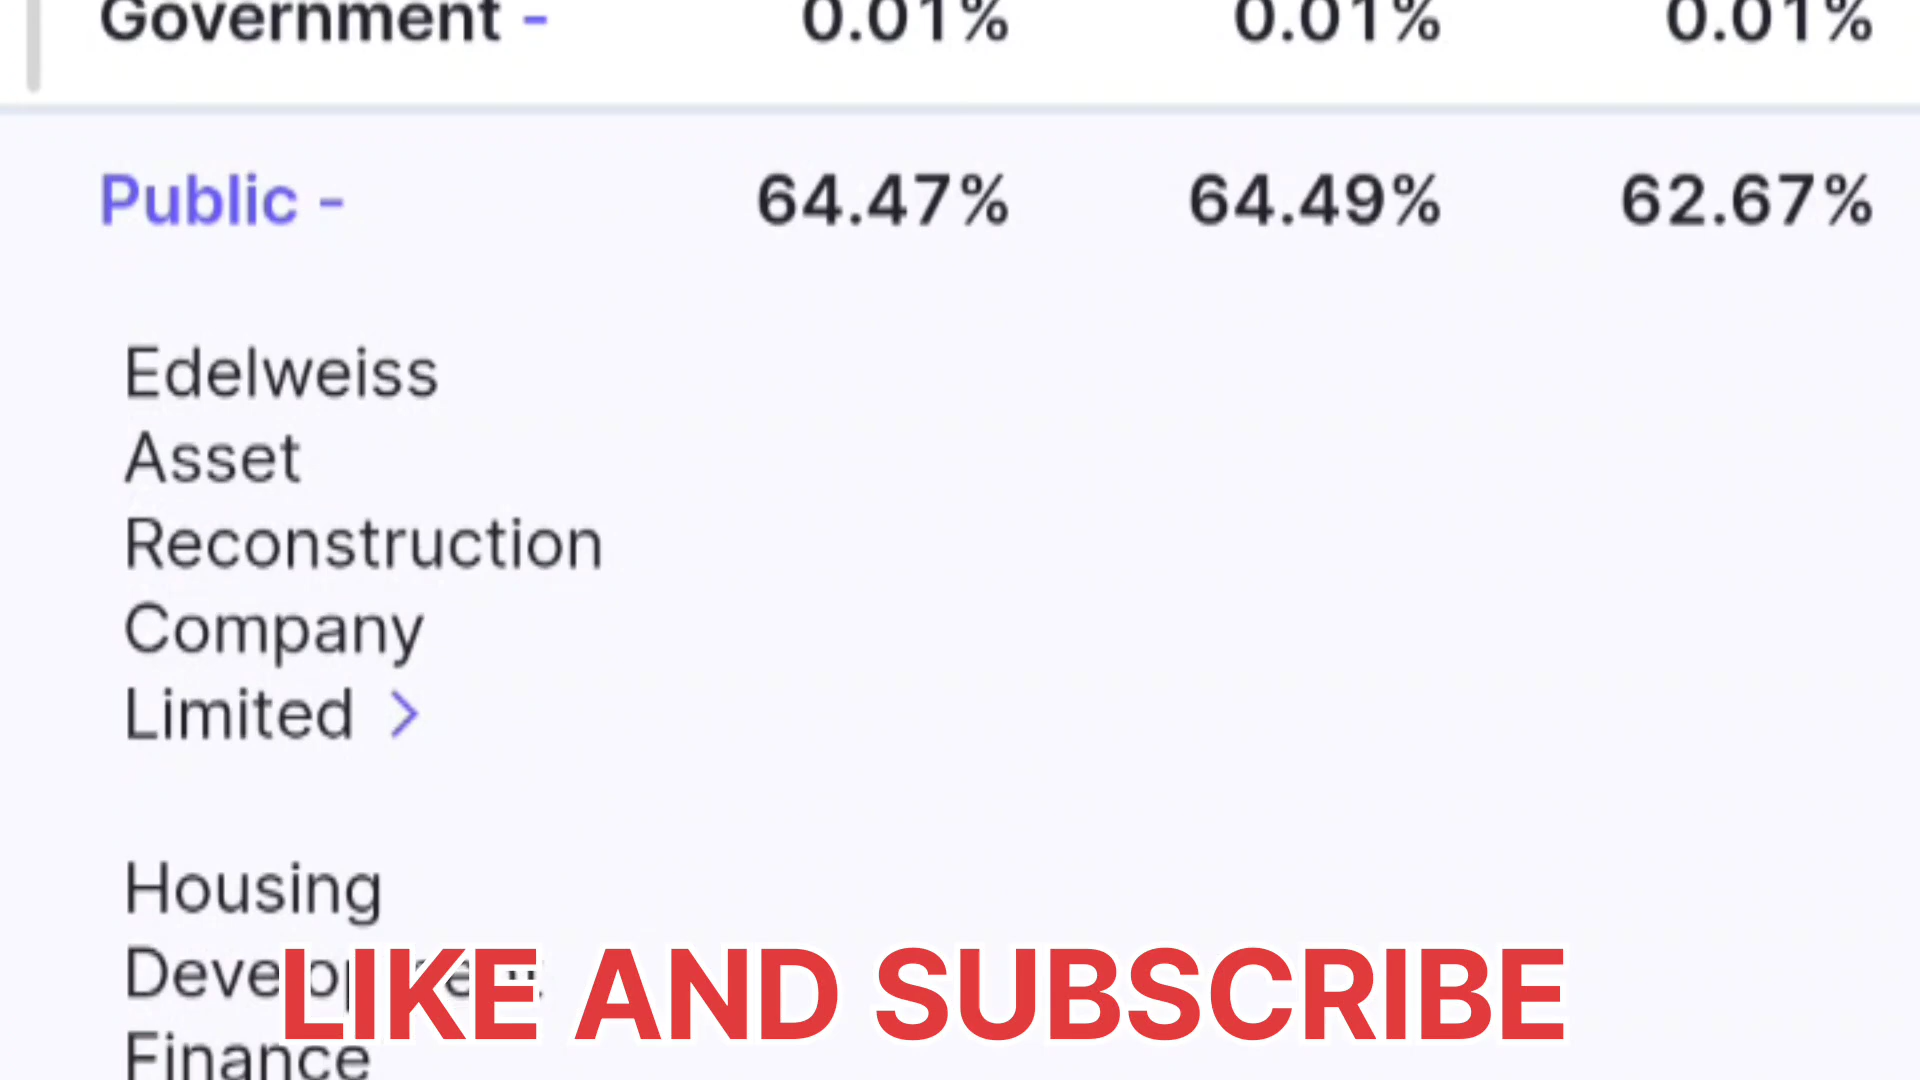 Government - 0.01% 0.01% 0.01%
Public - 64.47% 64.49% 62.67%
Edelweiss
Asset
Reconstruction
Company
Limited >
Housing
LIKE AND SUBSCRIBE
Finance